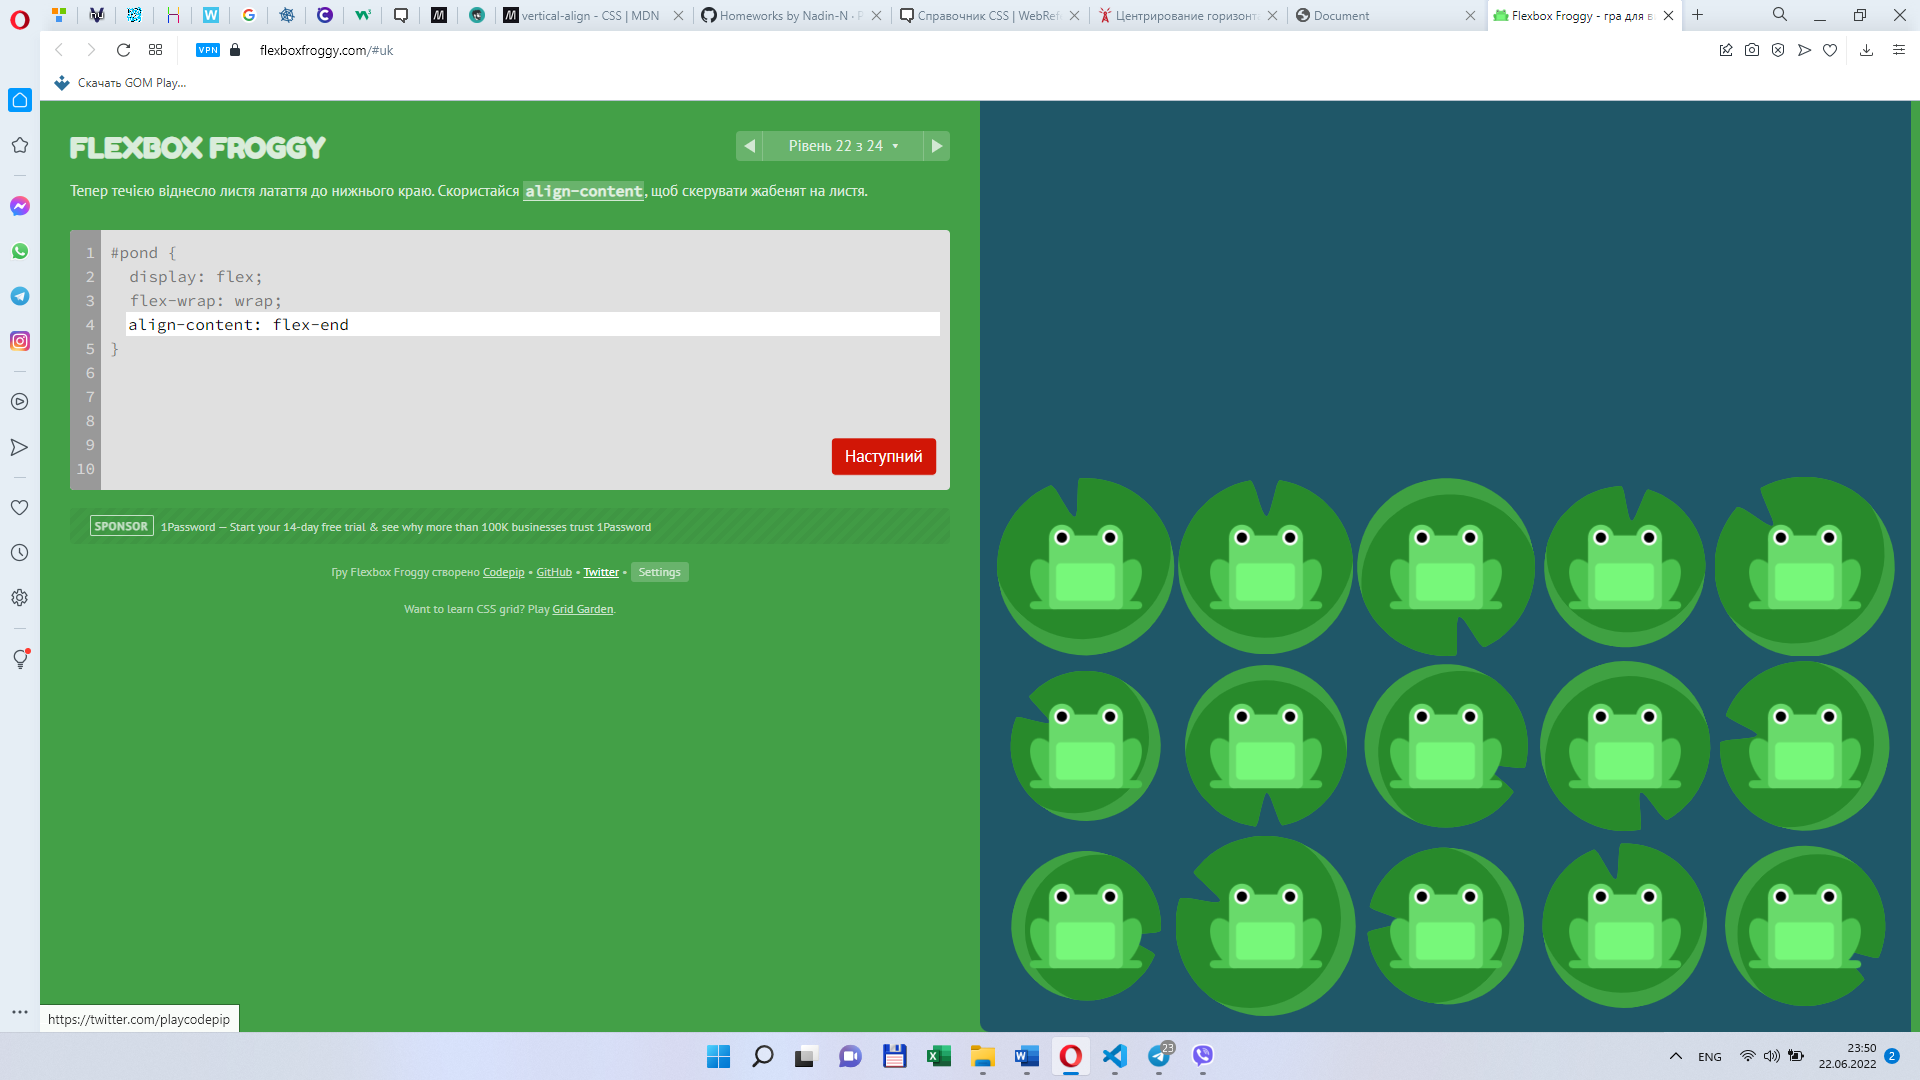 vertical-align - CSS | MDN
Homeworks by Nadin-N · P
Справочник CSS | WebRef
Центрирование горизонт
Document
Flexbox Froggy - гра для в
VPN
flexboxfroggy.com/#uk
Скачать GOM Play...
FLEXBOX FROGGY
Рівень 22 з 24
Тепер течією віднесло листя латаття до нижнього краю. Скористайся align-content, щоб скерувати жабенят на листя.
1 #pond {
2 display: flex;
3 flex-wrap: wrap;
4 align-content: flex-end
5 }
6
7
8
9
10
Наступний
SPONSOR 1Password — Start your 14-day free trial & see why more than 100K businesses trust 1Password
Гру Flexbox Froggy створено Codepip • GitHub • Twitter • Settings
Want to learn CSS grid? Play Grid Garden.
https://twitter.com/playcodepip
23
ENG
23:50
22.06.2022
2